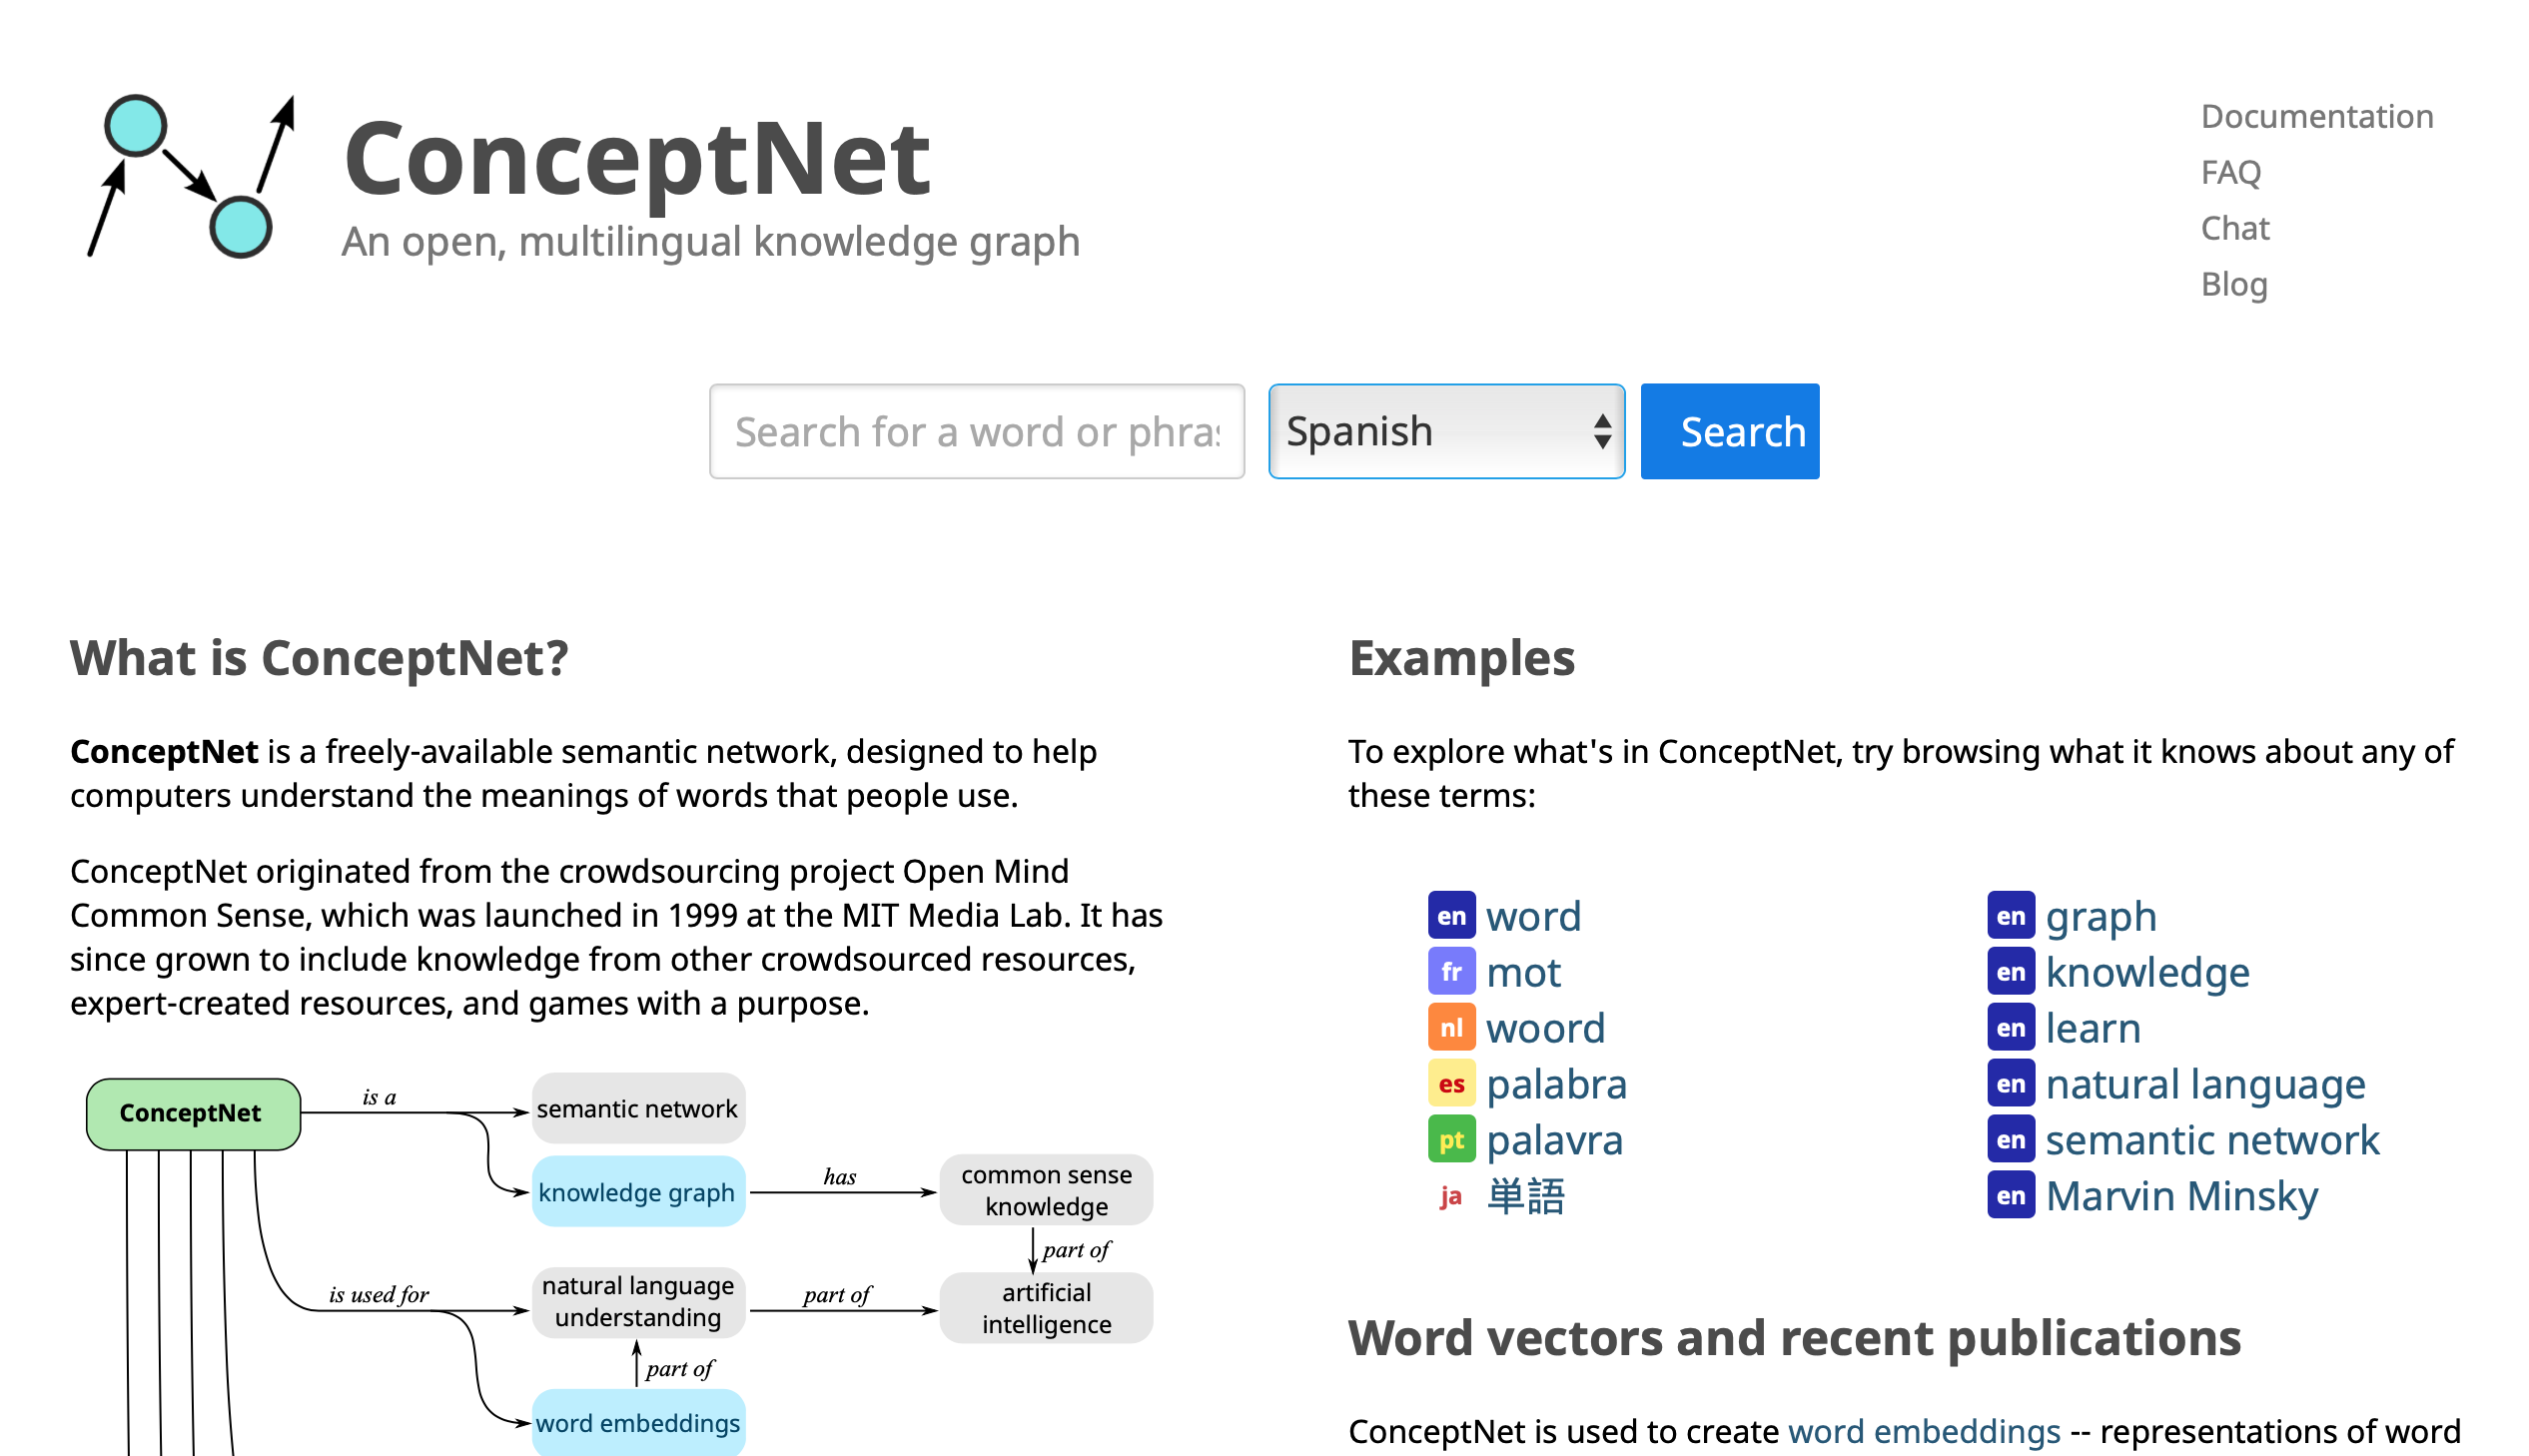 ConceptNet
An open, multilingual knowledge graph
Documentation
FAQ
Chat
Blog
Search for a word or phras
Spanish
Search
What is ConceptNet?
ConceptNet is a freely-available semantic network, designed to help
computers understand the meanings of words that people use.
ConceptNet originated from the crowdsourcing project Open Mind
Common Sense, which was launched in 1999 at the MIT Media Lab. It has
since grown to include knowledge from other crowdsourced resources,
expert-created resources, and games with a purpose.
ConceptNet
is a
semantic network
knowledge graph
has
common sense
knowledge
part of
is used for
natural language
understanding
part of
artificial
intelligence
part of
word embeddings
Examples
To explore what's in ConceptNet, try browsing what it knows about any of
these terms:
en word
fr mot
nl woord
es palabra
pt palavra
ja 単語
en graph
en knowledge
en learn
en natural language
en semantic network
en Marvin Minsky
Word vectors and recent publications
ConceptNet is used to create word embeddings -- representations of word